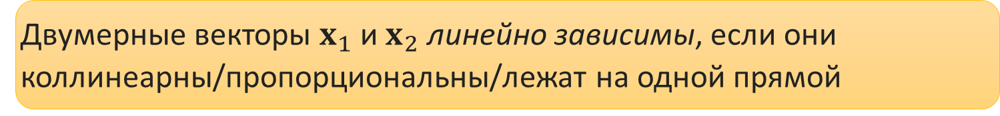 Двумерные векторы x₁ и x₂ линейно зависимы, если они
коллинеарны/пропорциональны/лежат на одной прямой